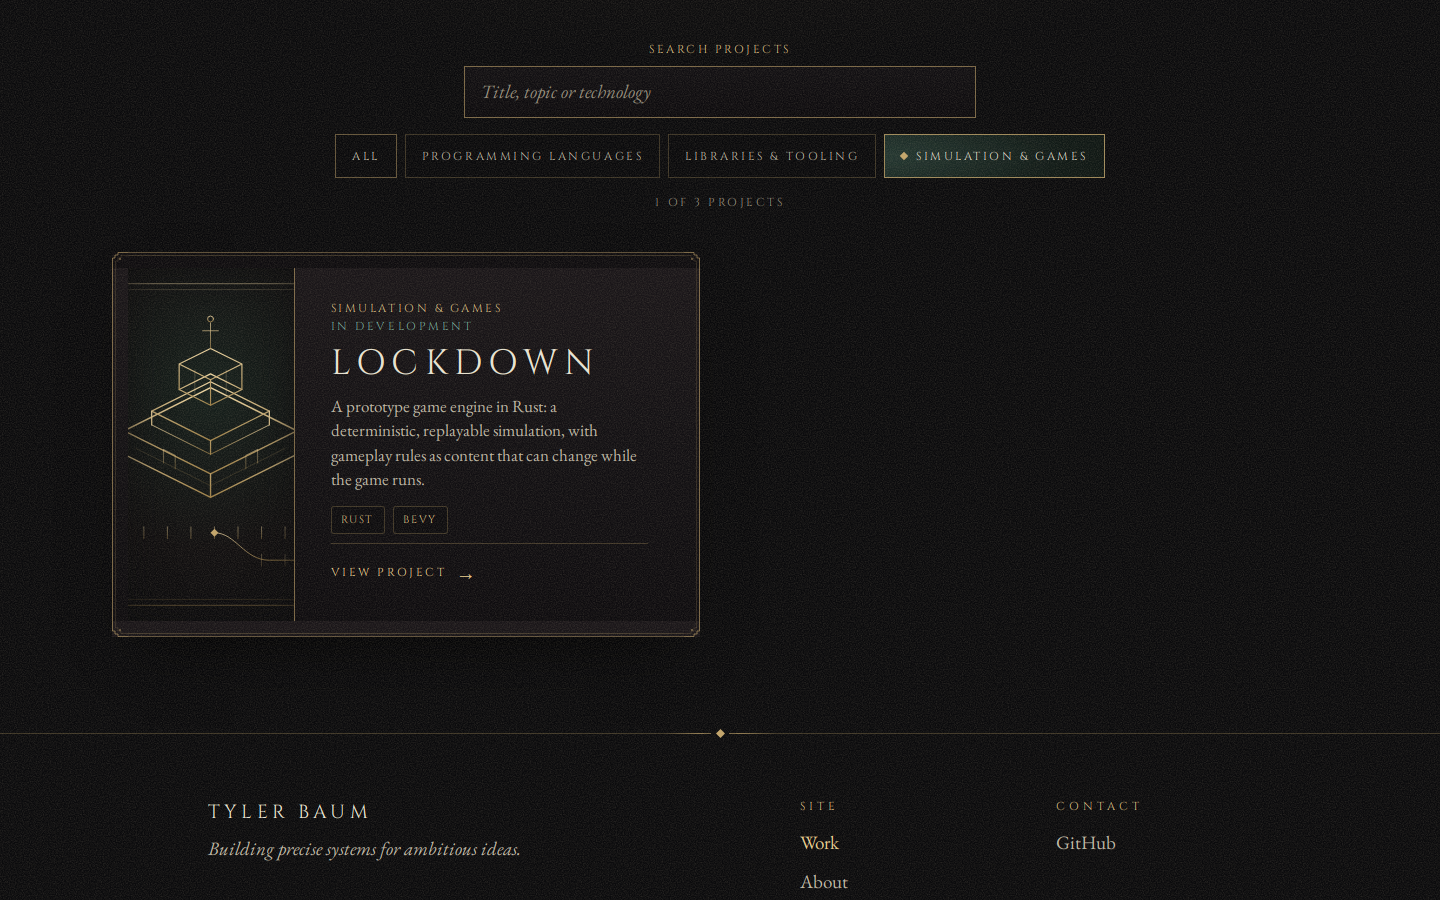 SEARCH PROJECTS
Title, topic or technology
ALL
PROGRAMMING LANGUAGES
LIBRARIES & TOOLING
SIMULATION & GAMES
1 OF 3 PROJECTS
SIMULATION & GAMES
IN DEVELOPMENT
LOCKDOWN
A prototype game engine in Rust: a
deterministic, replayable simulation, with
gameplay rules as content that can change while
the game runs.
RUST
BEVY
VIEW PROJECT →
TYLER BAUM
Building precise systems for ambitious ideas.
SITE
Work
About
CONTACT
GitHub